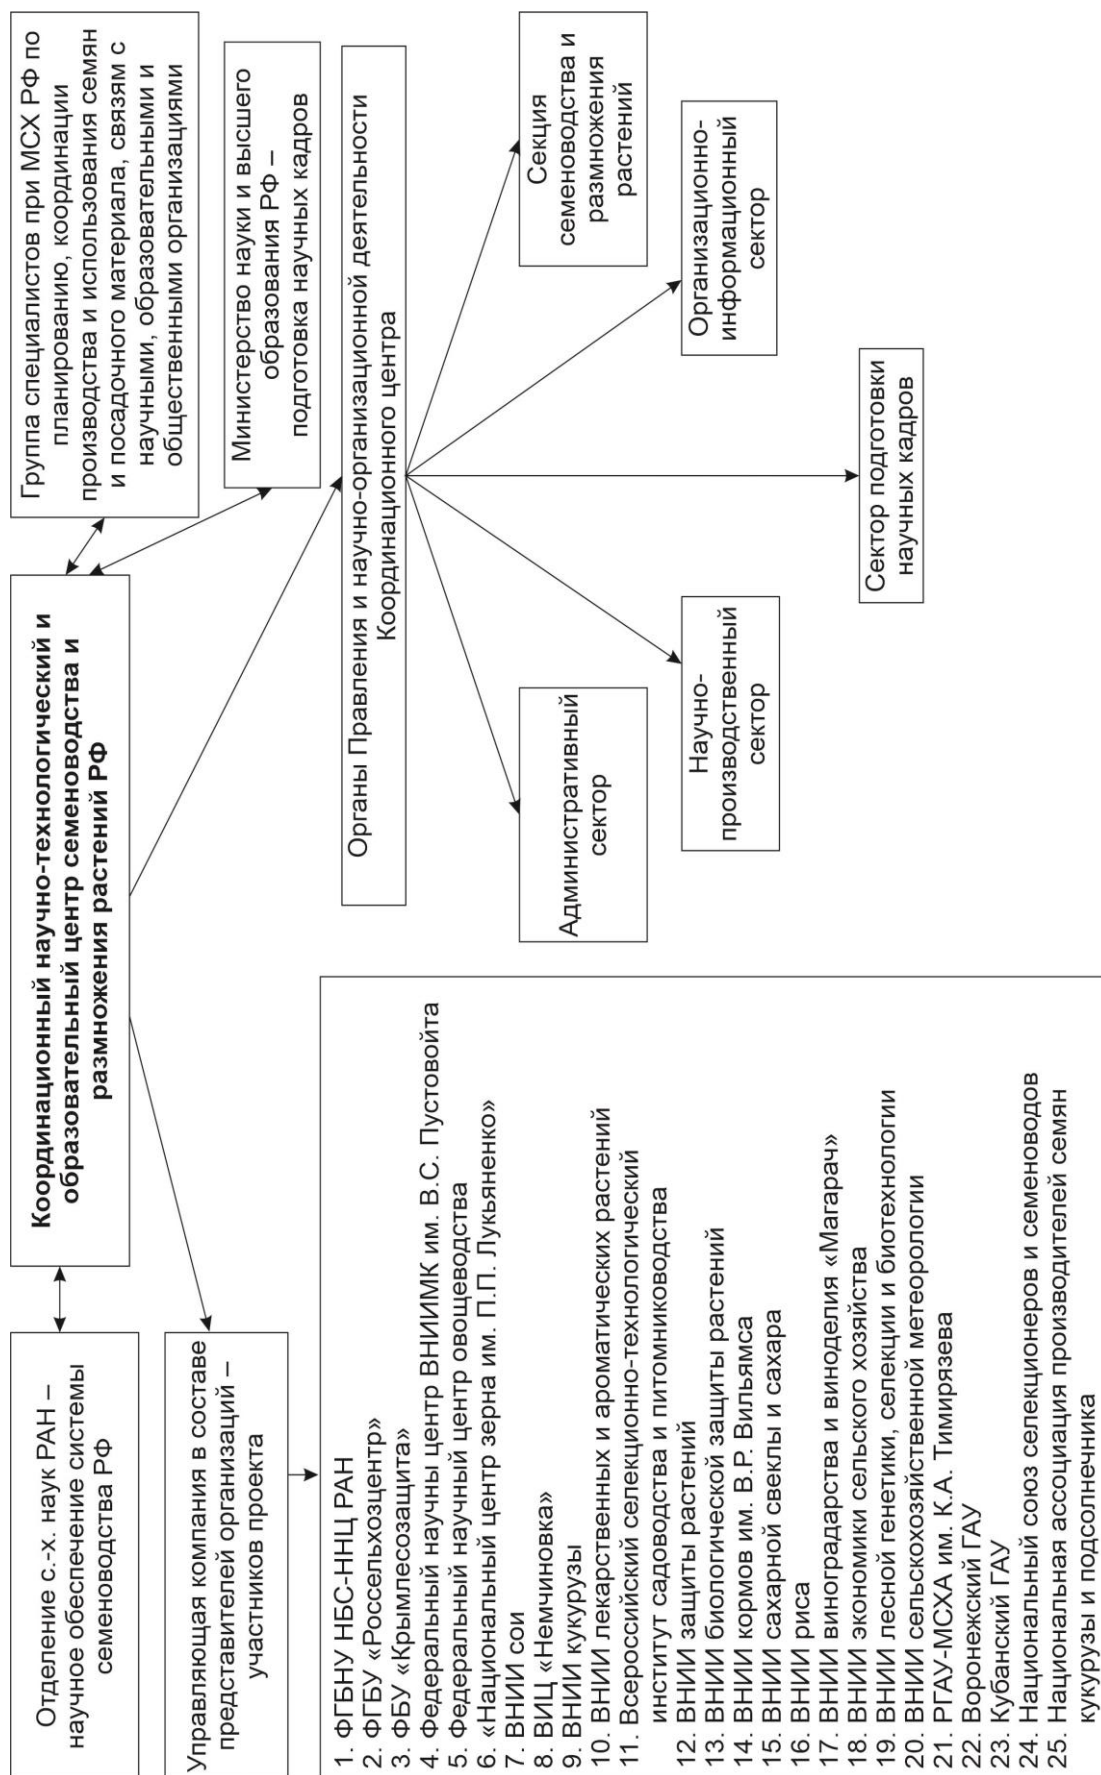 Отделение с.-х. наук РАН –
научное обеспечение системы
семеноводства РФ
Координационный научно-технологический и
образовательный центр семеноводства и
размножения растений РФ
Группа специалистов при МСХ РФ по
планированию, координации
производства и использования семян
и посадочного материала, связям с
научными, образовательными и
общественными организациями
Управляющая компания в составе
представителей организаций –
участников проекта
Министерство науки и высшего
образования РФ –
подготовка научных кадров
Органы Правления и научно-организационной деятельности
Координационного центра
Административный
сектор
Научно-
производственный
сектор
Сектор подготовки
научных кадров
Организационно-
информационный
сектор
Секция
семеноводства и
размножения
растений
1. ФГБНУ НБС-ННЦ РАН
2. ФГБУ «Россельхозцентр»
3. ФБУ «Крымлесозащита»
4. Федеральный научны центр ВНИИМК им. В.С. Пустовойта
5. Федеральный научный центр овощеводства
6. «Национальный центр зерна им. П.П. Лукьяненко»
7. ВНИИ сои
8. ВИЦ «Немчиновка»
9. ВНИИ кукурузы
10. ВНИИ лекарственных и ароматических растений
11. Всероссийский селекционно-технологический
институт садоводства и питомниководства
12. ВНИИ защиты растений
13. ВНИИ биологической защиты растений
14. ВНИИ кормов им. В.Р. Вильямса
15. ВНИИ сахарной свеклы и сахара
16. ВНИИ риса
17. ВНИИ виноградарства и виноделия «Магарач»
18. ВНИИ экономики сельского хозяйства
19. ВНИИ лесной генетики, селекции и биотехнологии
20. ВНИИ сельскохозяйственной метеорологии
21. РГАУ-МСХА им. К.А. Тимирязева
22. Воронежский ГАУ
23. Кубанский ГАУ
24. Национальный союз селекционеров и семеноводов
25. Национальная ассоциация производителей семян
кукурузы и подсолнечника